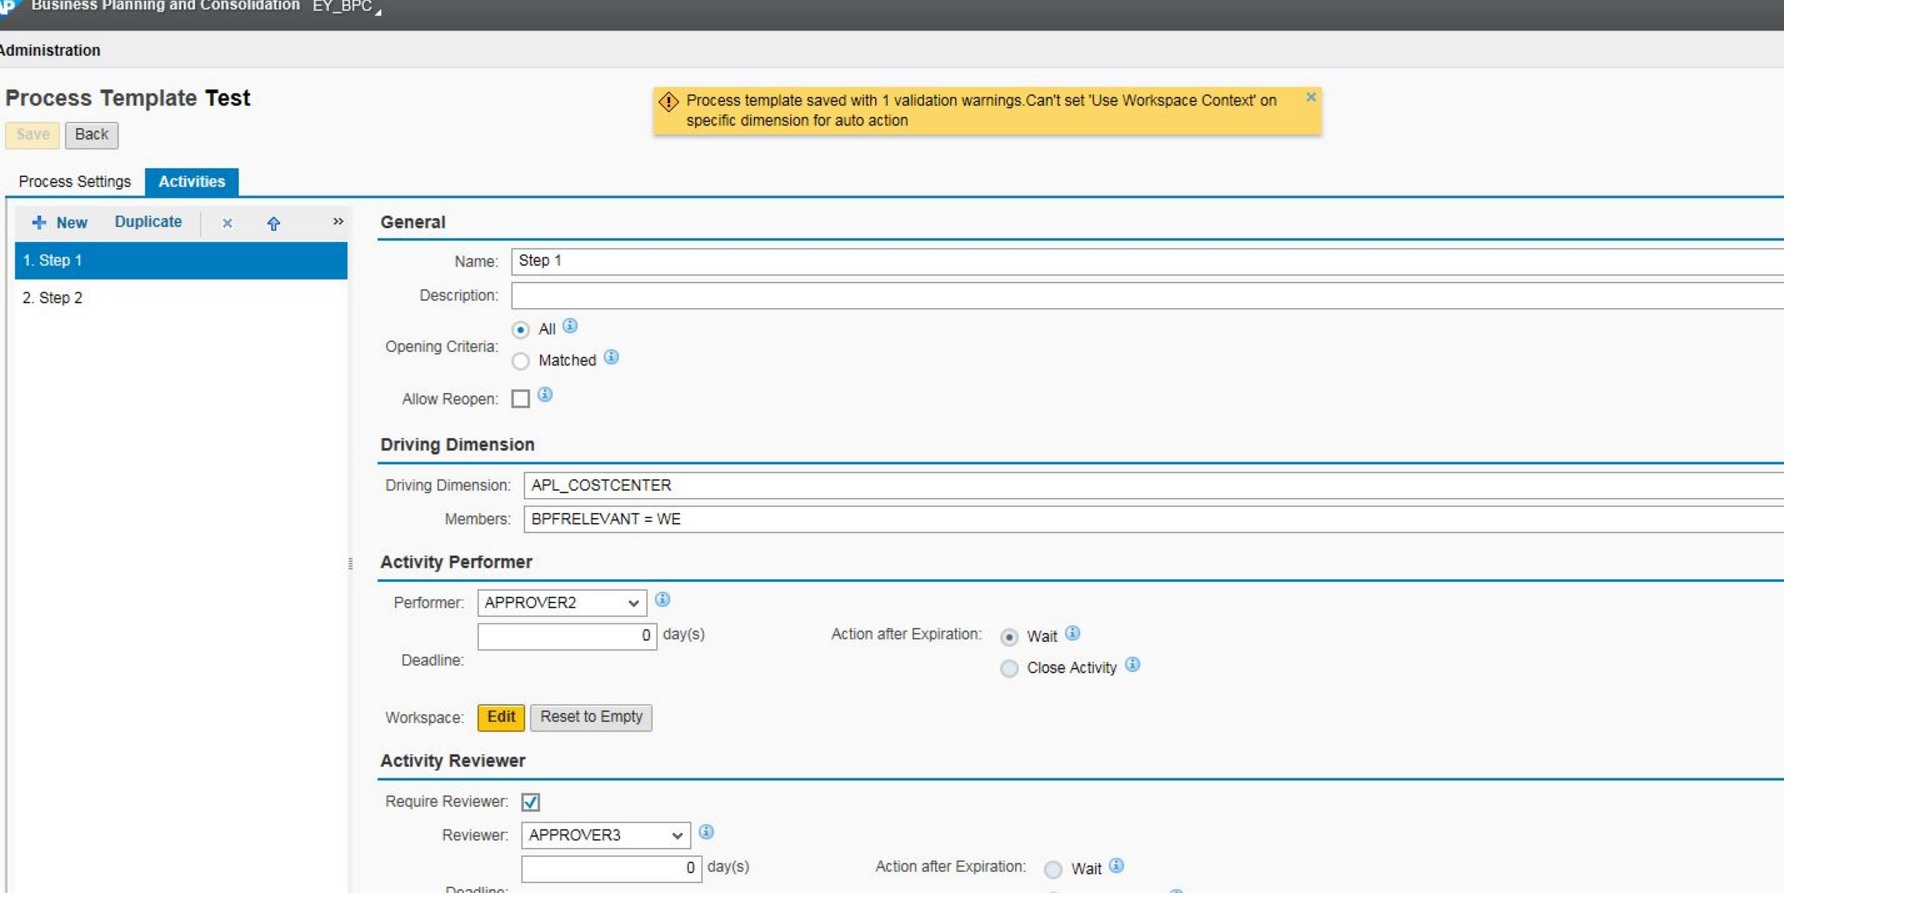 Business Planning and Consolidation EY_BPC
Administration
Process Template Test
Process template saved with 1 validation warnings.Can't set 'Use Workspace Context' on
specific dimension for auto action
Save Back
Process Settings Activities
New Duplicate »
1. Step 1
2. Step 2
General
Name: Step 1
Description:
Opening Criteria: All
Matched
Allow Reopen:
Driving Dimension
Driving Dimension: APL_COSTCENTER
Members: BPFRELEVANT = WE
Activity Performer
Performer: APPROVER2
0 day(s) Action after Expiration: Wait
Deadline:
Close Activity
Workspace: Edit Reset to Empty
Activity Reviewer
Require Reviewer:
Reviewer: APPROVER3
0 day(s) Action after Expiration: Wait
Deadline: